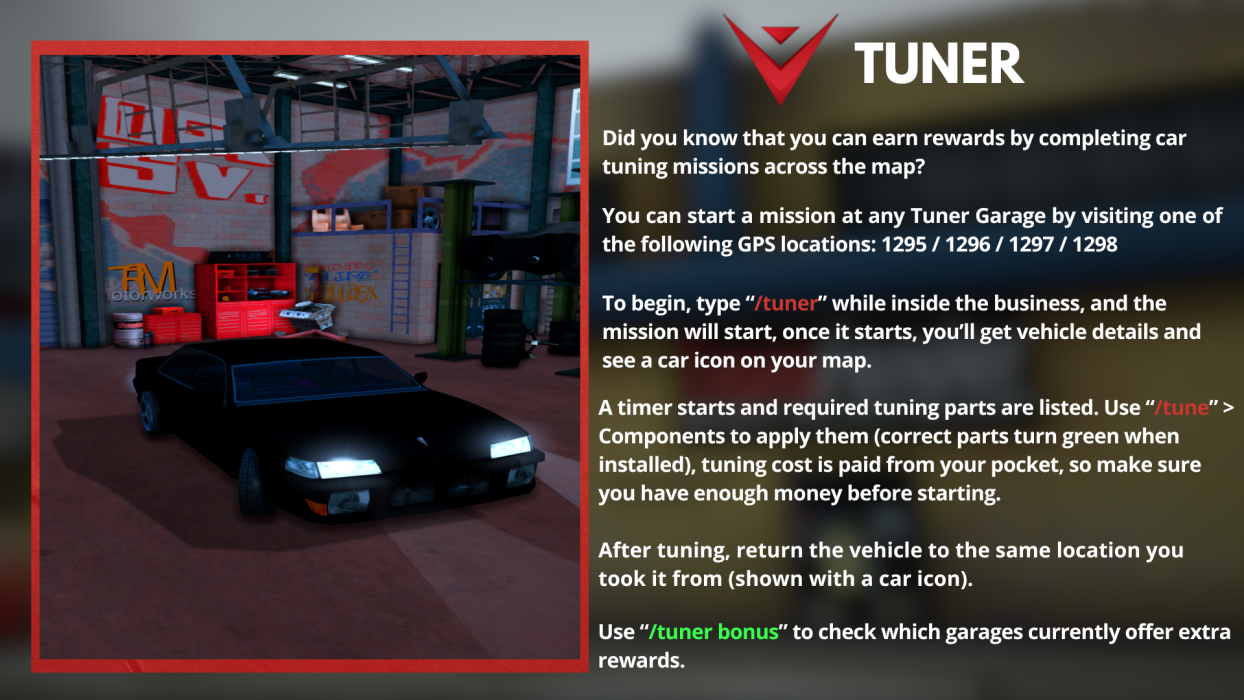 TUNER
Did you know that you can earn rewards by completing car
tuning missions across the map?
You can start a mission at any Tuner Garage by visiting one of
the following GPS locations: 1295 / 1296 / 1297 / 1298
To begin, type “/tuner” while inside the business, and the
mission will start, once it starts, you’ll get vehicle details and
see a car icon on your map.
A timer starts and required tuning parts are listed. Use “/tune” >
Components to apply them (correct parts turn green when
installed), tuning cost is paid from your pocket, so make sure
you have enough money before starting.
After tuning, return the vehicle to the same location you
took it from (shown with a car icon).
Use “/tuner bonus” to check which garages currently offer extra
rewards.